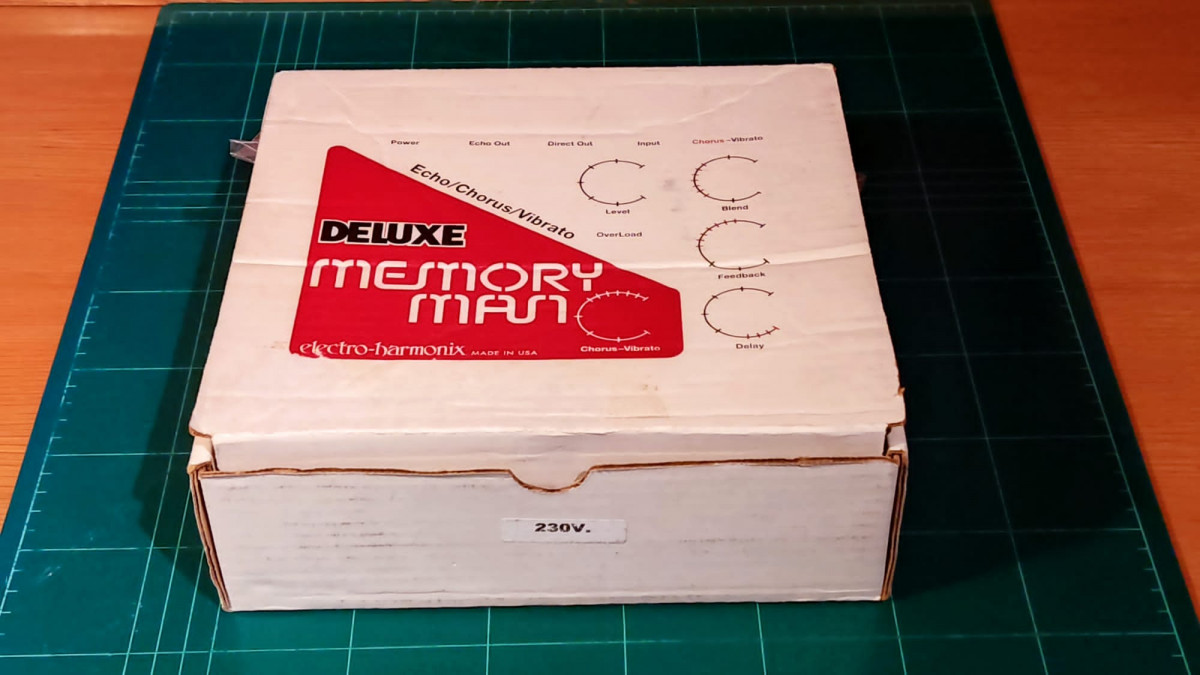 Power Echo Out Direct Out Input Chorus-Vibrato
Echo/Chorus/Vibrato
Level
Blend
DELUXE
OverLoad
MEMORY
MAN
Feedback
electro-harmonix MADE IN USA
Chorus-Vibrato
Delay
230V.